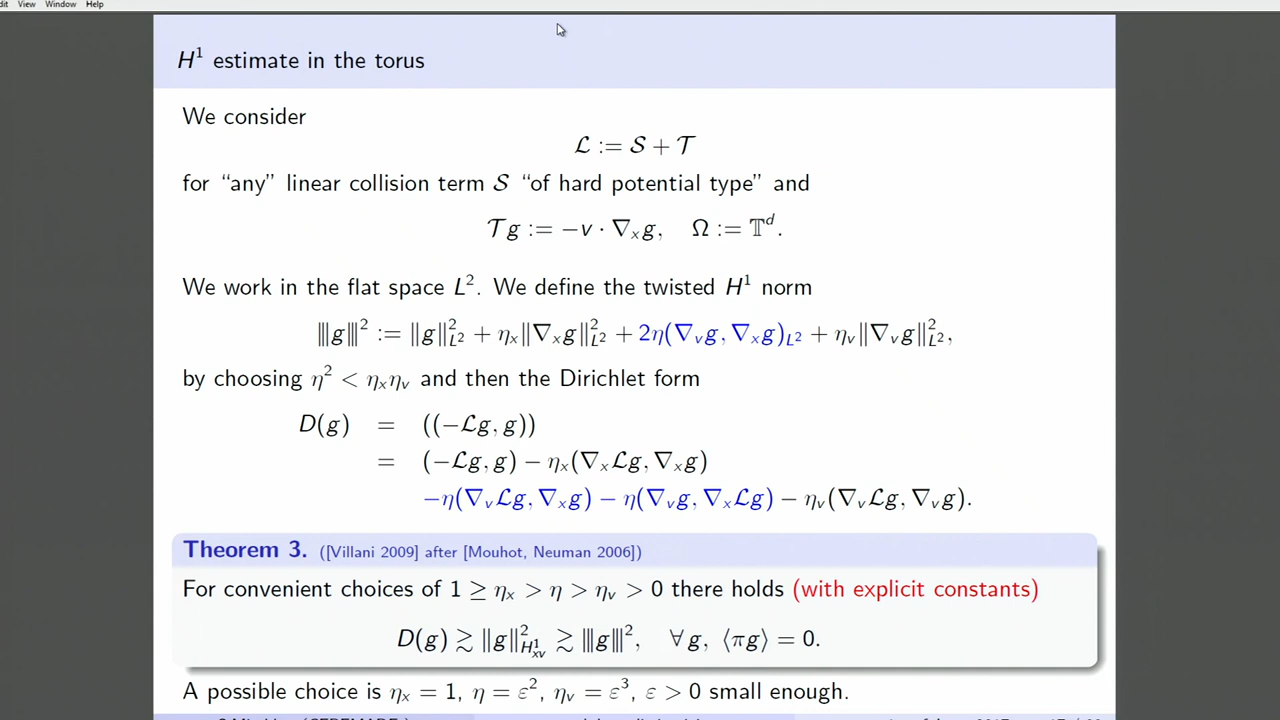 View Window Help
H¹ estimate in the torus
We consider
ℒ := 𝒮 + 𝒯
for “any” linear collision term 𝒮 “of hard potential type” and
𝒯g := −v · ∇ₓg, Ω := 𝕋ᵈ.
We work in the flat space L². We define the twisted H¹ norm
|||g|||² := ‖g‖²_{L²} + ηₓ‖∇ₓg‖²_{L²} + 2η(∇ᵥg, ∇ₓg)_{L²} + ηᵥ‖∇ᵥg‖²_{L²},
by choosing η² < ηₓηᵥ and then the Dirichlet form
D(g) = ((−ℒg, g))
= (−ℒg, g) − ηₓ(∇ₓℒg, ∇ₓg)
−η(∇ᵥℒg, ∇ₓg) − η(∇ᵥg, ∇ₓℒg) − ηᵥ(∇ᵥℒg, ∇ᵥg).
Theorem 3. ([Villani 2009] after [Mouhot, Neuman 2006])
For convenient choices of 1 ≥ ηₓ > η > ηᵥ > 0 there holds (with explicit constants)
D(g) ≳ ‖g‖²_{H¹_{xv}} ≳ |||g|||², ∀ g, ⟨πg⟩ = 0.
A possible choice is ηₓ = 1, η = ε², ηᵥ = ε³, ε > 0 small enough.